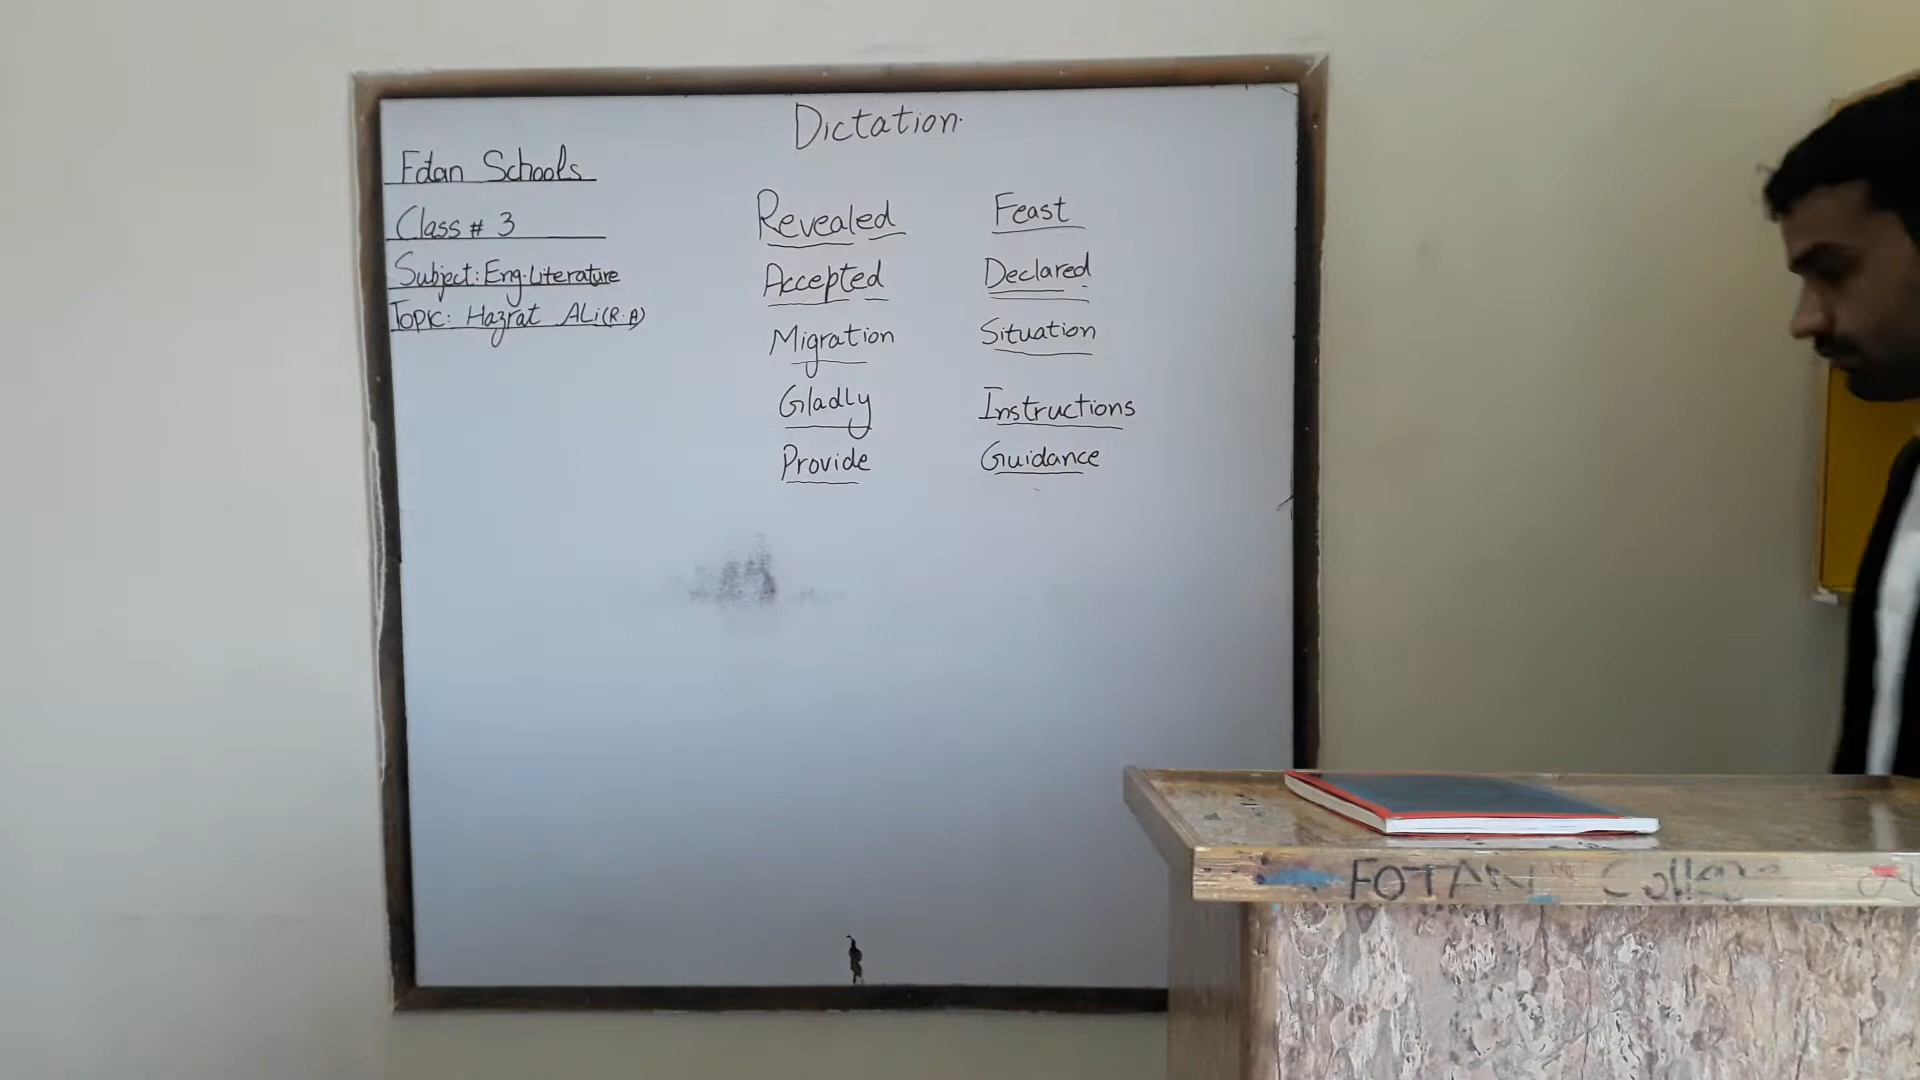 Dictation.
Fotan Schools
Class # 3
Subject: Eng. Literature
Topic: Hazrat ALi (R.A)
Revealed Feast
Accepted Declared
Migration Situation
Gladly Instructions
Provide Guidance
FOTAN